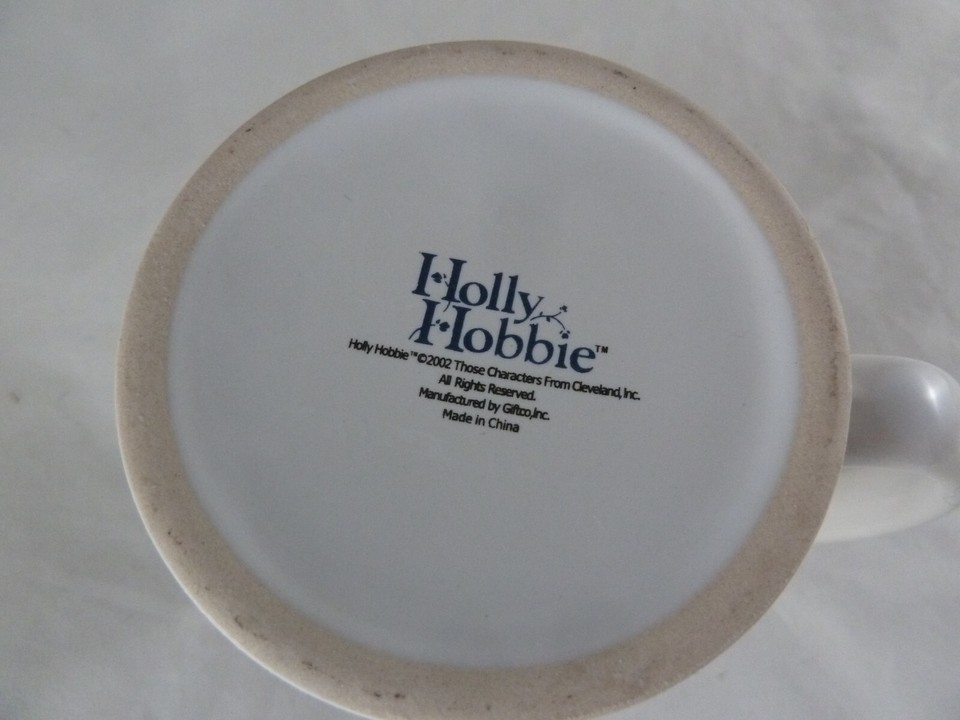 Holly
Hobbie™
Holly Hobbie™©2002 Those Characters From Cleveland, Inc.
All Rights Reserved.
Manufactured by Giftco,Inc.
Made in China